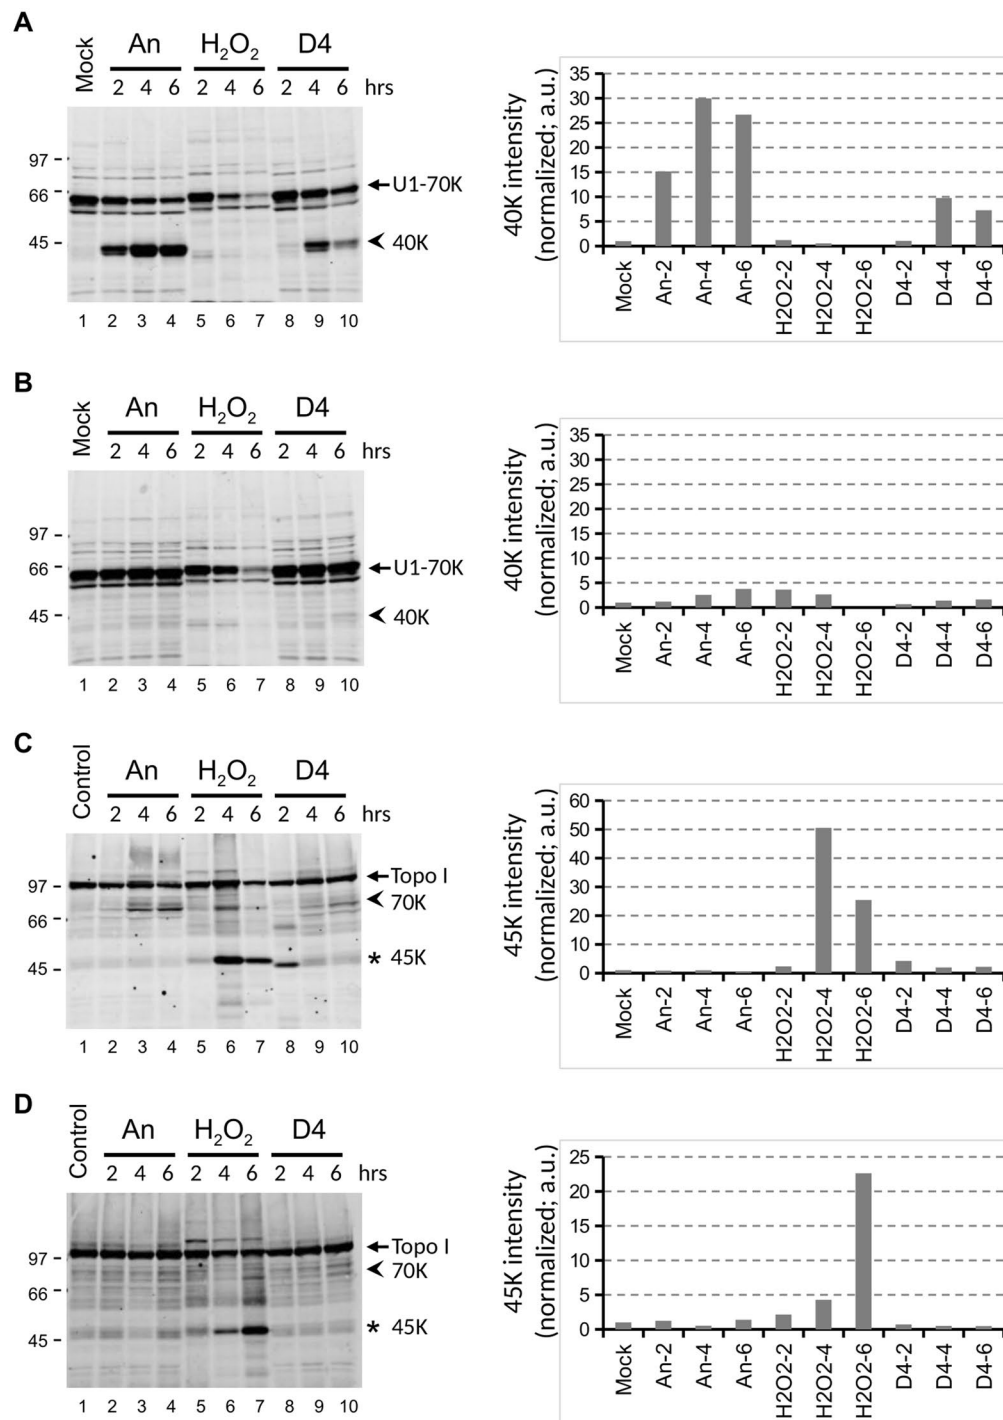 A
Mock An H₂O₂ D4
2 4 6 2 4 6 2 4 6 hrs
97
66
45
U1-70K
40K
1 2 3 4 5 6 7 8 9 10
40K intensity
(normalized; a.u.)
35
30
25
20
15
10
5
0
Mock An-2 An-4 An-6 H2O2-2 H2O2-4 H2O2-6 D4-2 D4-4 D4-6
B
Mock An H₂O₂ D4
2 4 6 2 4 6 2 4 6 hrs
97
66
45
U1-70K
40K
1 2 3 4 5 6 7 8 9 10
40K intensity
(normalized; a.u.)
35
30
25
20
15
10
5
0
Mock An-2 An-4 An-6 H2O2-2 H2O2-4 H2O2-6 D4-2 D4-4 D4-6
C
Control An H₂O₂ D4
2 4 6 2 4 6 2 4 6 hrs
97
66
45
Topo I
70K
* 45K
1 2 3 4 5 6 7 8 9 10
45K intensity
(normalized; a.u.)
60
50
40
30
20
10
0
Mock An-2 An-4 An-6 H2O2-2 H2O2-4 H2O2-6 D4-2 D4-4 D4-6
D
Control An H₂O₂ D4
2 4 6 2 4 6 2 4 6 hrs
97
66
45
Topo I
70K
* 45K
1 2 3 4 5 6 7 8 9 10
45K intensity
(normalized; a.u.)
25
20
15
10
5
0
Mock An-2 An-4 An-6 H2O2-2 H2O2-4 H2O2-6 D4-2 D4-4 D4-6